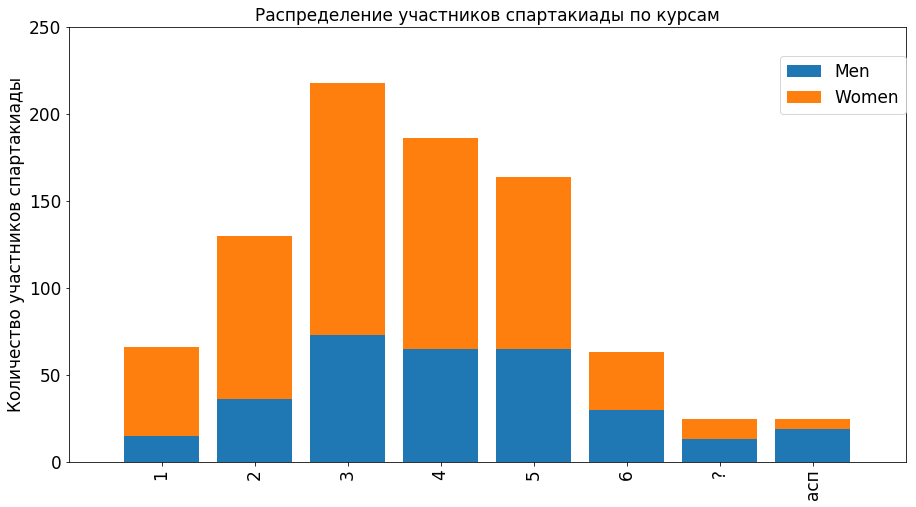 Распределение участников спартакиады по курсам
Количество участников спартакиады
250
200
150
100
50
0
Men
Women
1
2
3
4
5
6
?
асп